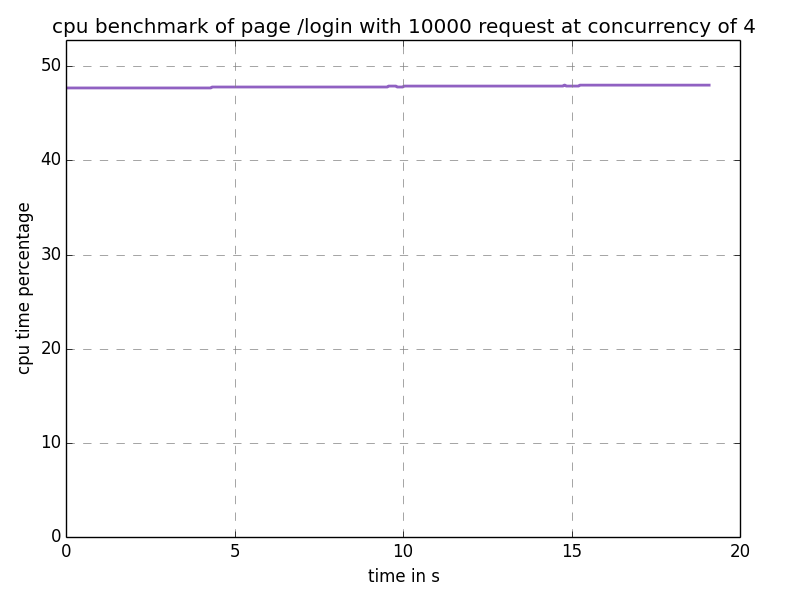 cpu benchmark of page /login with 10000 request at concurrency of 4
50
40
30
20
10
0
cpu time percentage
0 5 10 15 20
time in s